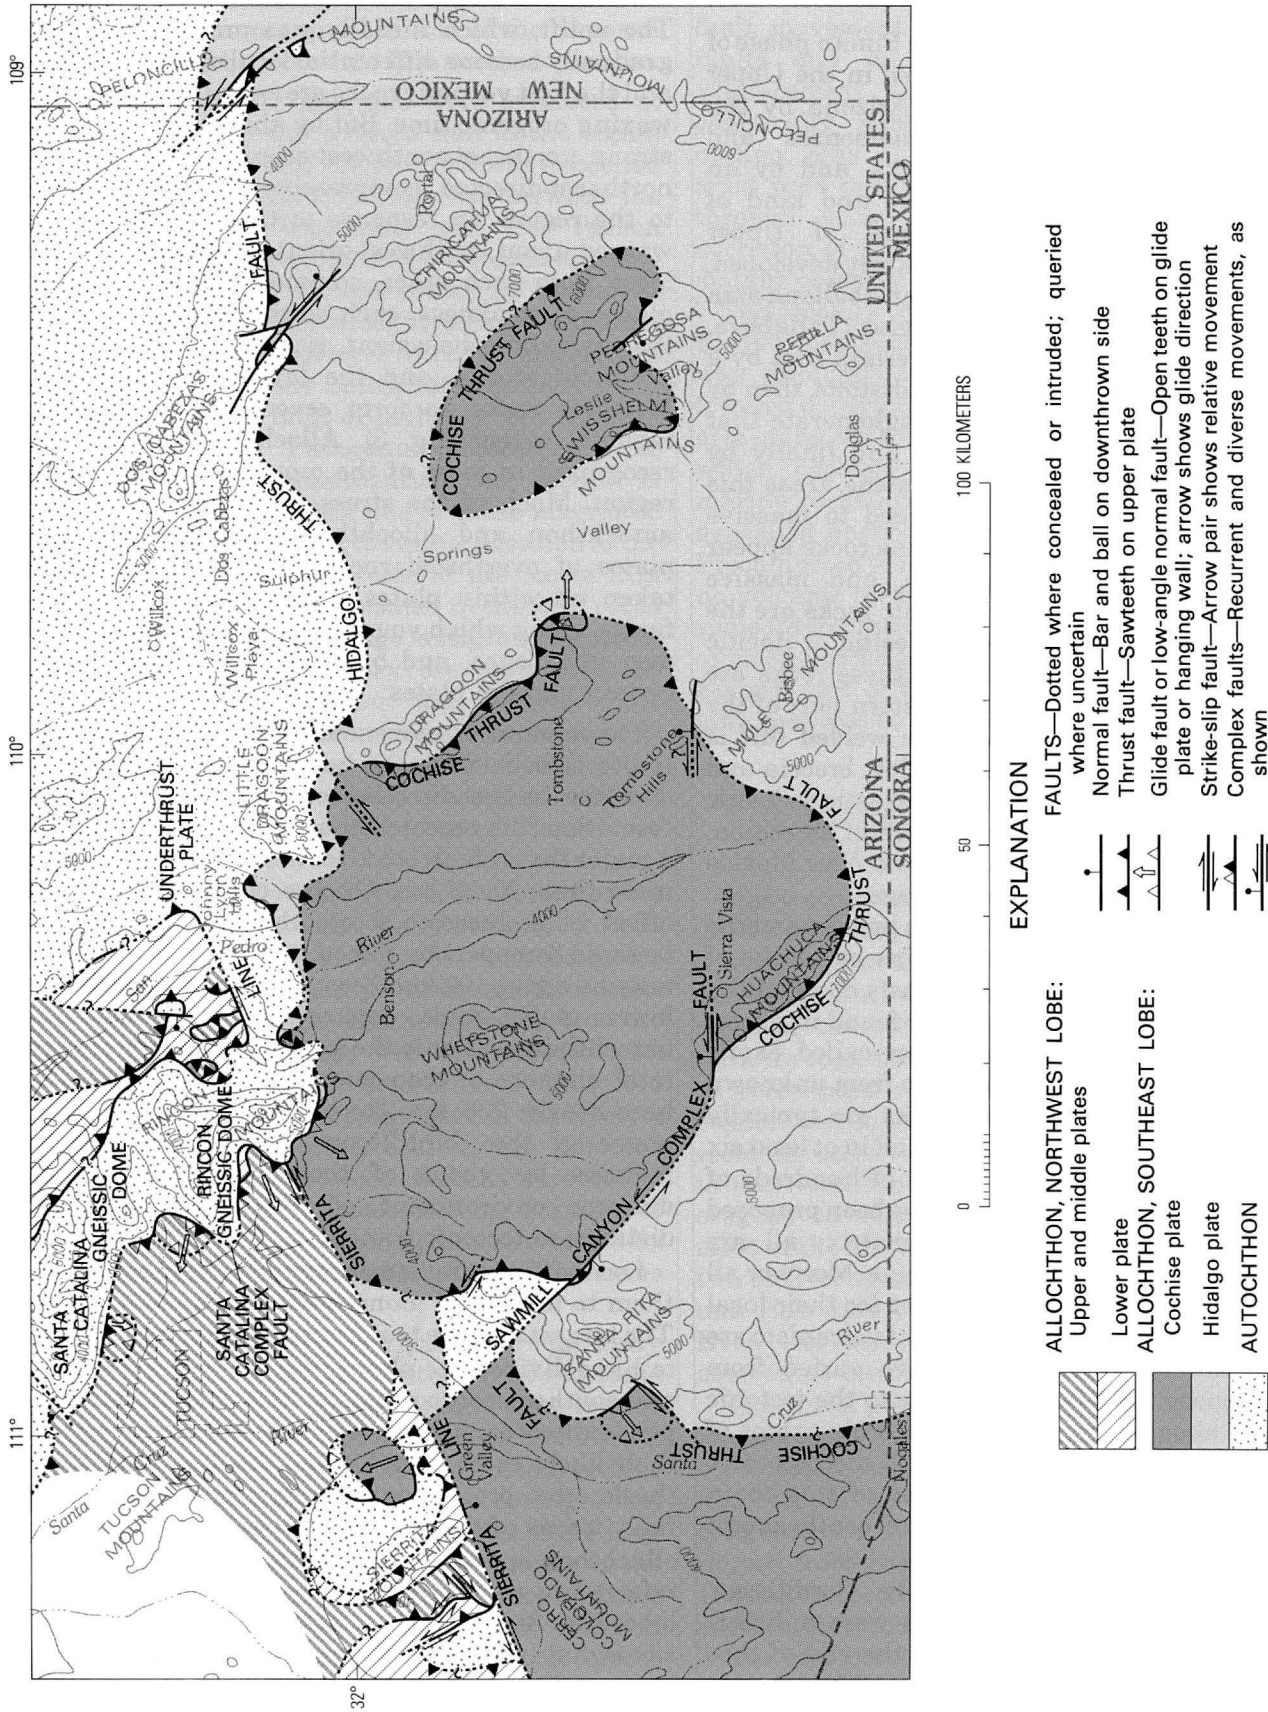 111°
110°
109°
32°
SANTA
CATALINA
GNEISSIC
DOME
RINCON
GNEISSIC DOME
RINCON
MOUNTAINS
SANTA
CATALINA
COMPLEX
FAULT
TUCSON
TUCSON
MOUNTAINS
Santa
Cruz
River
UNDERTHRUST
PLATE
San
Pedro
River
Johnny
Lyon
Hills
LITTLE
DRAGOON
MOUNTAINS
Willcox
Willcox
Playa
Dos Cabezas
DOS CABEZAS
MOUNTAINS
PELONCILLO
MOUNTAINS
HIDALGO
THRUST
FAULT
Sulphur
Springs
Valley
ARIZONA
NEW
MEXICO
PELONCILLO
MOUNTAINS
Portal
CHIRICAHUA
MOUNTAINS
COCHISE
THRUST FAULT
PEDREGOSA
MOUNTAINS
Leslie
Valley
SWISSHELM
MOUNTAINS
PERILLA
MOUNTAINS
Douglas
UNITED STATES
MEXICO
DRAGOON
MOUNTAINS
COCHISE
THRUST
FAULT
Tombstone
Tombstone
Hills
MULE
MOUNTAINS
Bisbee
Benson
WHETSTONE
MOUNTAINS
Sierra Vista
HUACHUCA
MOUNTAINS
COCHISE
THRUST
FAULT
ARIZONA
SONORA
SIERRITA
LINE
SAWMILL
CANYON
COMPLEX
FAULT
SANTA RITA
MOUNTAINS
Green
Valley
SIERRITA
MOUNTAINS
SIERRITA
LINE
CERRO
COLORADO
MOUNTAINS
FAULT
THRUST
COCHISE
Santa
Cruz
River
Nogales
3000
4000
5000
6000
7000
0
50
100 KILOMETERS
EXPLANATION
ALLOCHTHON, NORTHWEST LOBE:
Upper and middle plates
Lower plate
ALLOCHTHON, SOUTHEAST LOBE:
Cochise plate
Hidalgo plate
AUTOCHTHON
FAULTS—Dotted where concealed or intruded; queried
where uncertain
Normal fault—Bar and ball on downthrown side
Thrust fault—Sawteeth on upper plate
Glide fault or low-angle normal fault—Open teeth on glide
plate or hanging wall; arrow shows glide direction
Strike-slip fault—Arrow pair shows relative movement
Complex faults—Recurrent and diverse movements, as
shown